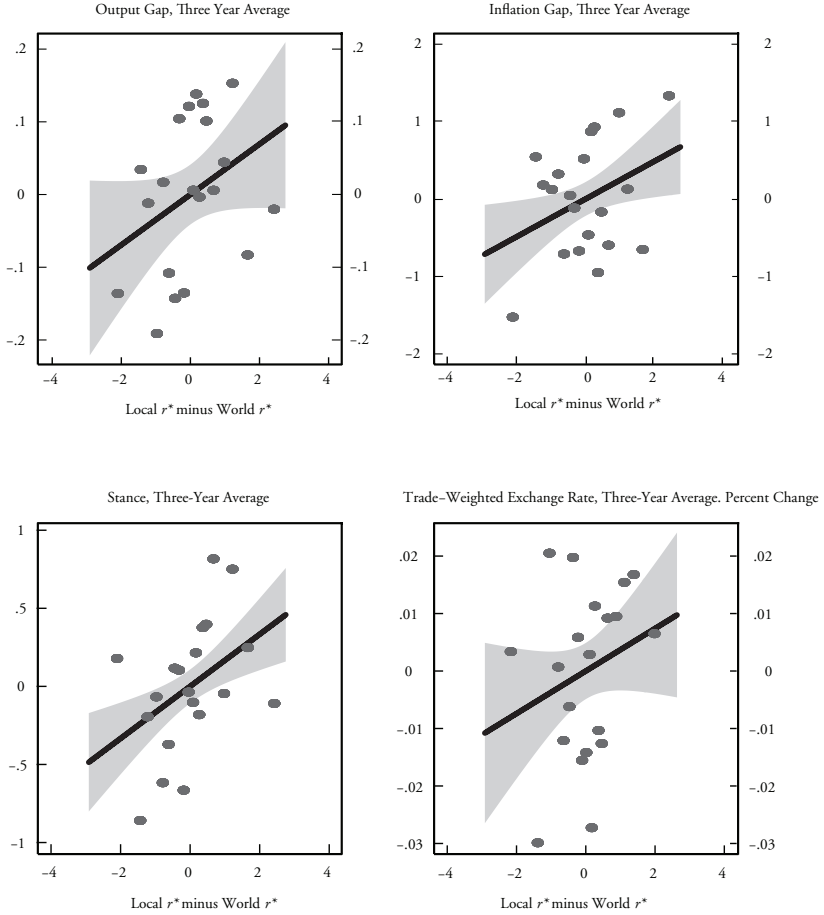 Output Gap, Three Year Average
.2 .2
.1 .1
0 0
-.1 -.1
-.2 -.2
-4 -2 0 2 4
Local r* minus World r*
Inflation Gap, Three Year Average
2 2
1 1
0 0
-1 -1
-2 -2
-4 -2 0 2 4
Local r* minus World r*
Stance, Three-Year Average
1
.5
0
-.5
-1
-4 -2 0 2 4
Local r* minus World r*
Trade-Weighted Exchange Rate, Three-Year Average. Percent Change
.02 .02
.01 .01
0 0
-.01 -.01
-.02 -.02
-.03 -.03
-4 -2 0 2 4
Local r* minus World r*